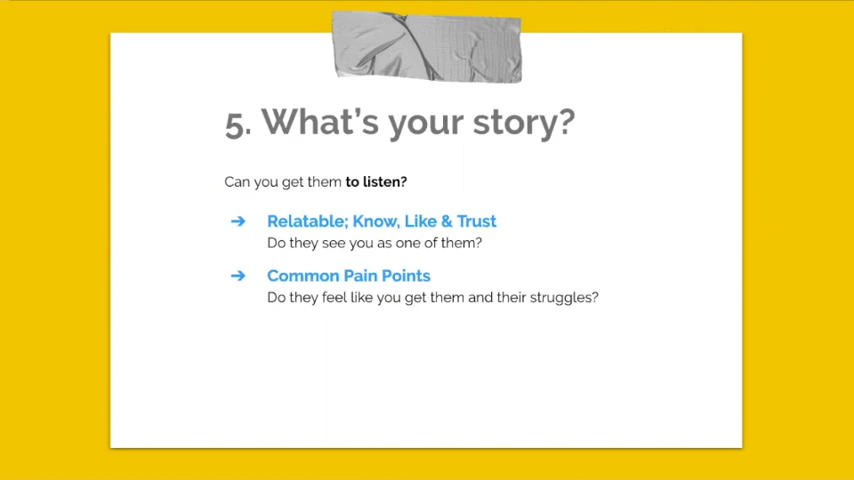 5. What's your story?
Can you get them to listen?
➔ Relatable; Know, Like & Trust
Do they see you as one of them?
➔ Common Pain Points
Do they feel like you get them and their struggles?